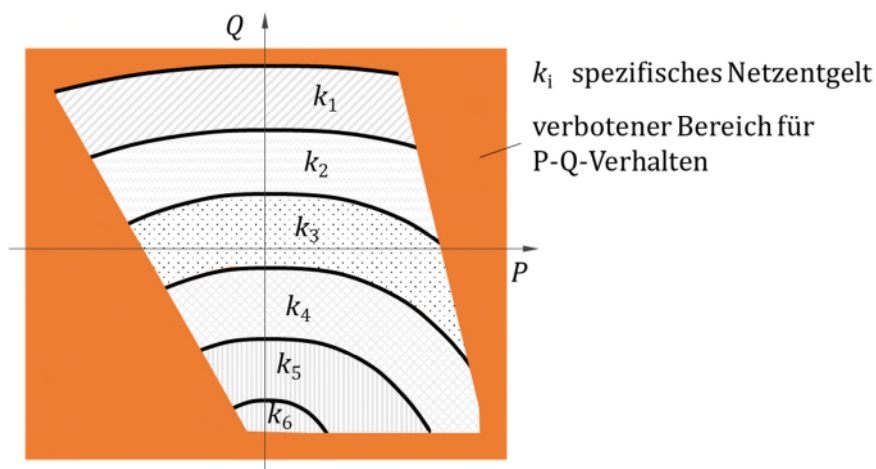 Q
k₁
kᵢ spezifisches Netzentgelt
verbotener Bereich für
P-Q-Verhalten
k₂
k₃
P
k₄
k₅
k₆